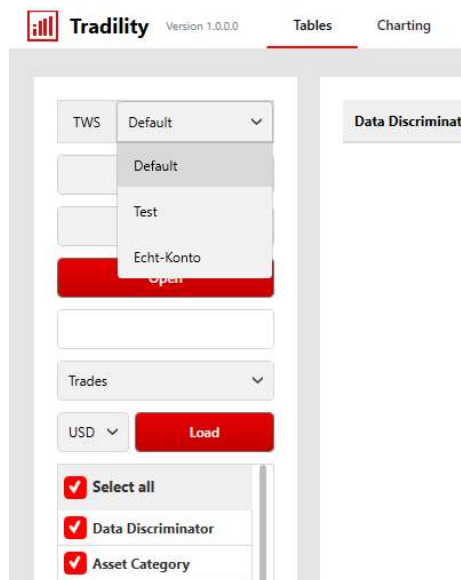 Tradility Version 1.0.0.0 Tables Charting
TWS Default Data Discriminat
Default
Test
Echt-Konto
Open
Trades
USD Load
Select all
Data Discriminator
Asset Category